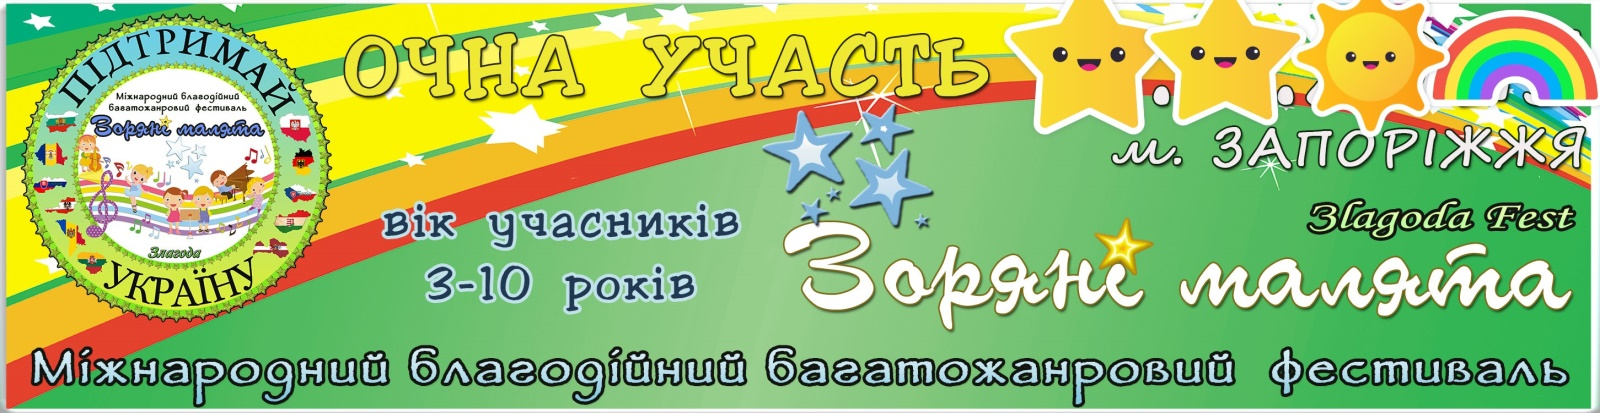 ПІДТРИМАЙ
Міжнародний благодійний
багатожанровий фестиваль
Зоряні малята
Злагода
УКРАЇНУ
ОЧНА УЧАСТЬ
м. ЗАПОРІЖЖЯ
вік учасників
3-10 років
Зlagoda Fest
Зоряні малята
Міжнародний благодійний багатожанровий фестиваль